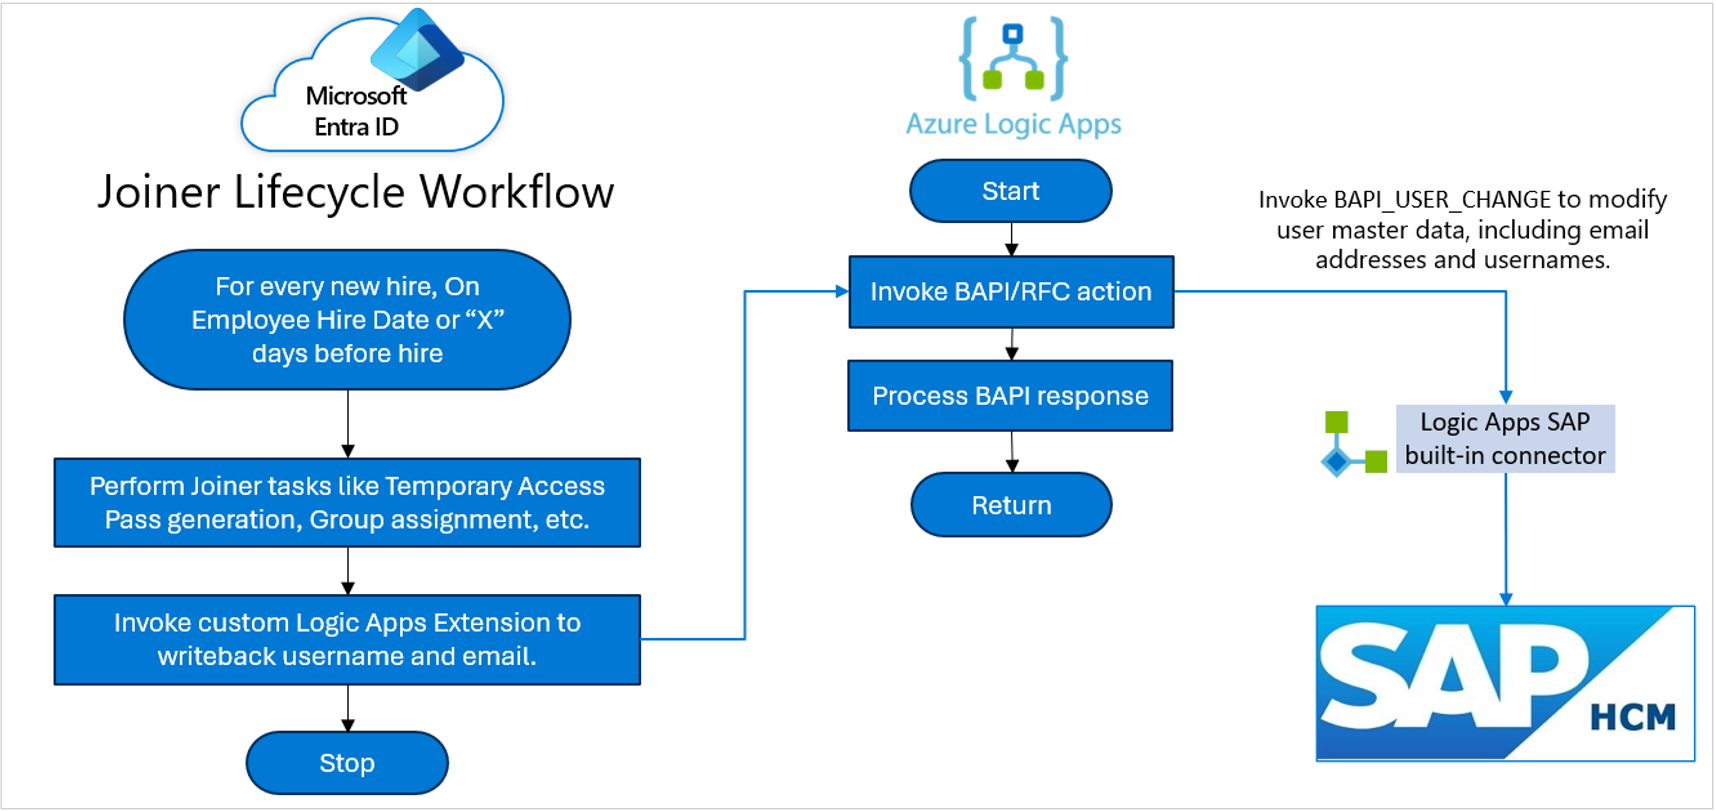 Microsoft
Entra ID
Joiner Lifecycle Workflow
For every new hire, On
Employee Hire Date or “X”
days before hire
Perform Joiner tasks like Temporary Access
Pass generation, Group assignment, etc.
Invoke custom Logic Apps Extension to
writeback username and email.
Stop
Azure Logic Apps
Start
Invoke BAPI/RFC action
Process BAPI response
Return
Invoke BAPI_USER_CHANGE to modify
user master data, including email
addresses and usernames.
Logic Apps SAP
built-in connector
SAP
HCM